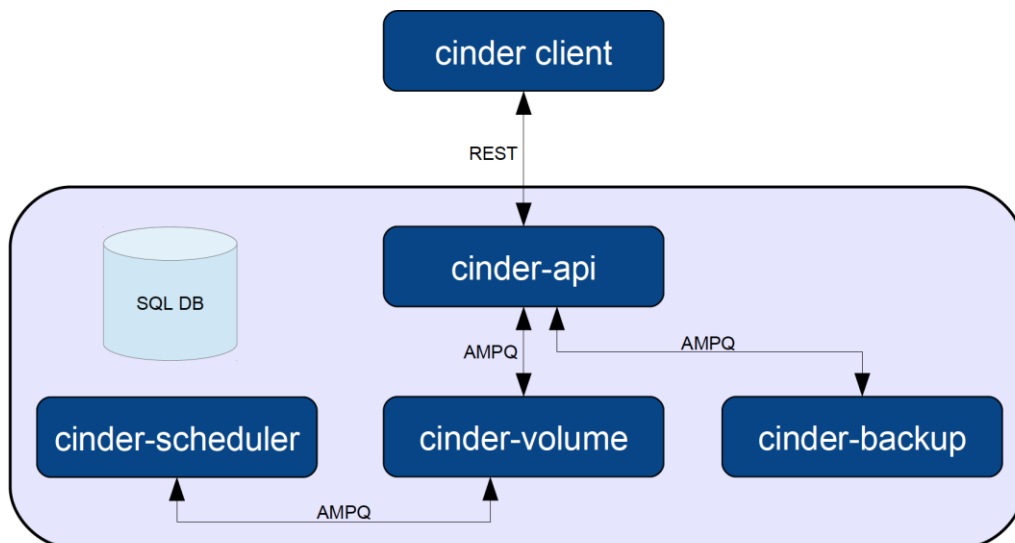 cinder client
REST
cinder-api
SQL DB
AMPQ
AMPQ
cinder-scheduler
cinder-volume
cinder-backup
AMPQ